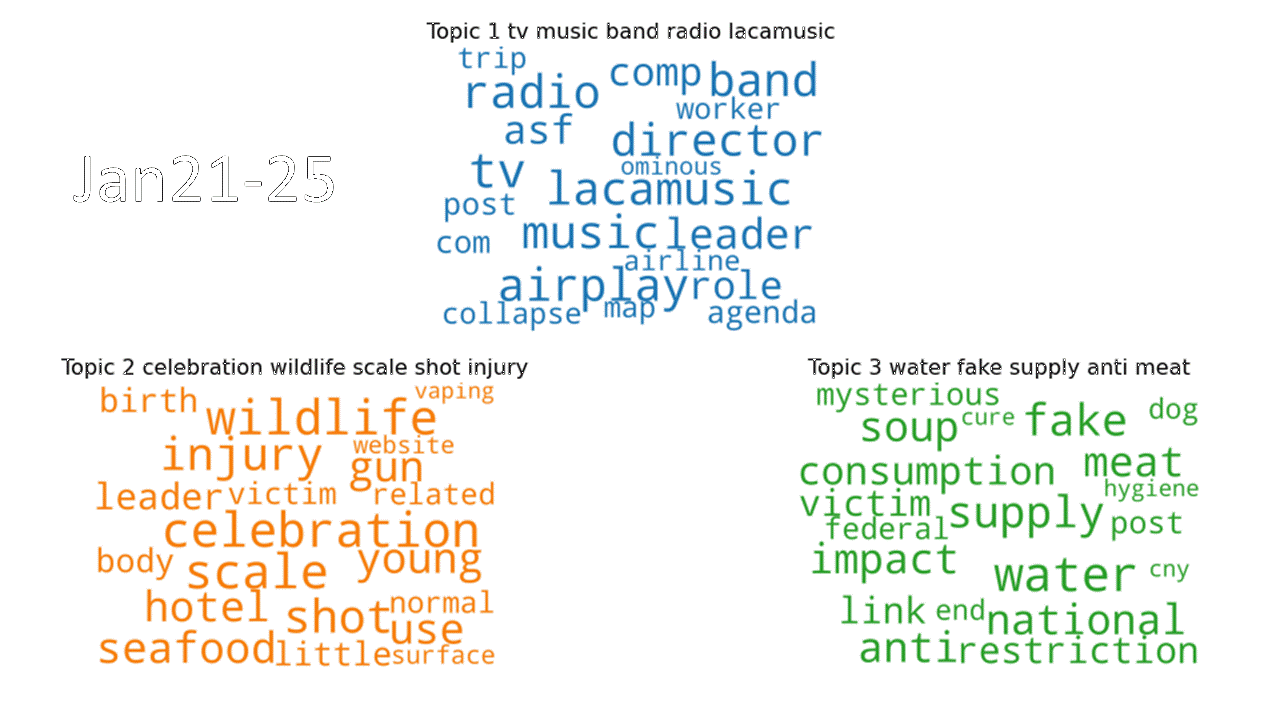 Topic 1 tv music band radio lacamusic
trip
radio comp band
worker
asf director
tv ominous
lacamusic
post
com music leader
airline
airplay role
collapse map agenda
Jan21-25
Topic 2 celebration wildlife scale shot injury
birth vaping
wildlife
injury website
gun
leader victim related
celebration
body young
scale
hotel normal
shot use
seafood little surface
Topic 3 water fake supply anti meat
mysterious
soup cure fake dog
consumption meat
hygiene
victim supply
federal post
impact
water cny
link end national
anti restriction